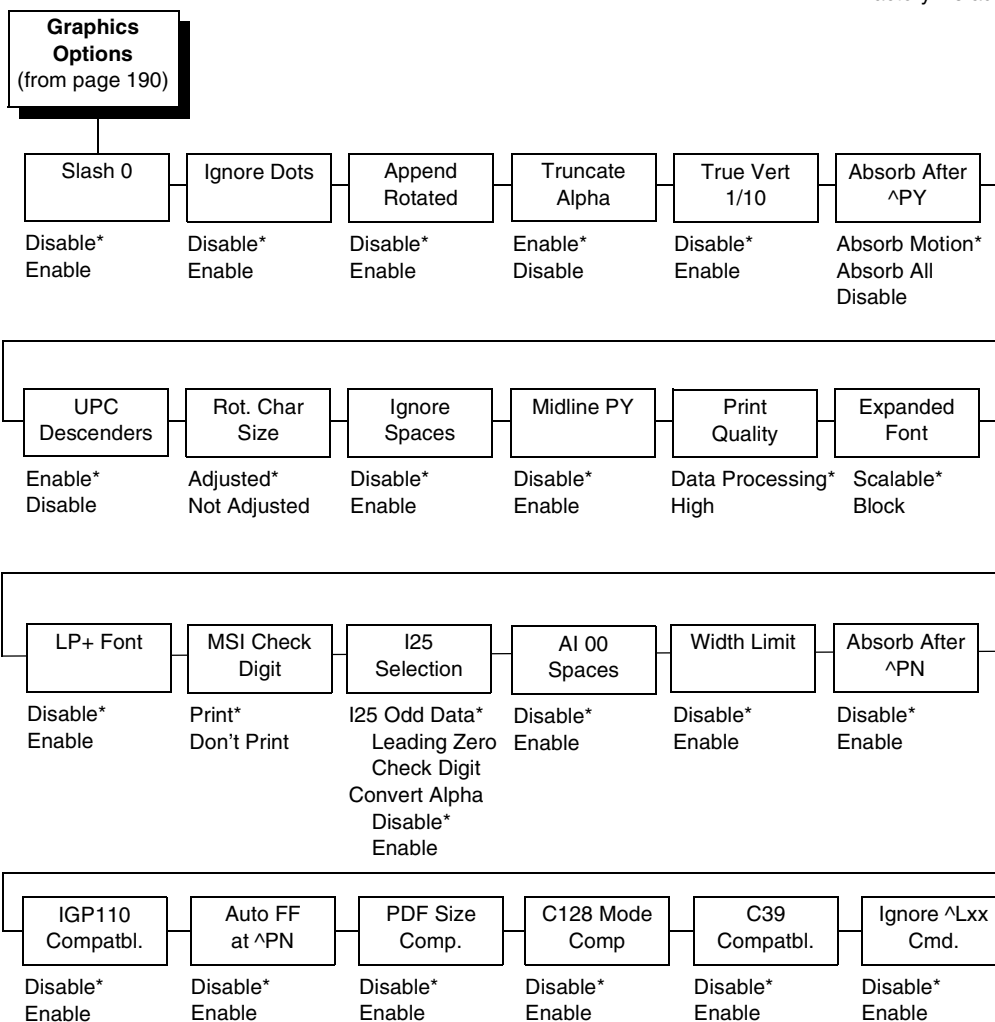 Graphics
Options
(from page 190)
Slash 0
Disable*
Enable
Ignore Dots
Disable*
Enable
Append
Rotated
Disable*
Enable
Truncate
Alpha
Enable*
Disable
True Vert
1/10
Disable*
Enable
Absorb After
^PY
Absorb Motion*
Absorb All
Disable
UPC
Descenders
Enable*
Disable
Rot. Char
Size
Adjusted*
Not Adjusted
Ignore
Spaces
Disable*
Enable
Midline PY
Disable*
Enable
Print
Quality
Data Processing*
High
Expanded
Font
Scalable*
Block
LP+ Font
Disable*
Enable
MSI Check
Digit
Print*
Don't Print
I25
Selection
I25 Odd Data*
Leading Zero
Check Digit
Convert Alpha
Disable*
Enable
AI 00
Spaces
Disable*
Enable
Width Limit
Disable*
Enable
Absorb After
^PN
Disable*
Enable
IGP110
Compatbl.
Disable*
Enable
Auto FF
at ^PN
Disable*
Enable
PDF Size
Comp.
Disable*
Enable
C128 Mode
Comp
Disable*
Enable
C39
Compatbl.
Disable*
Enable
Ignore ^Lxx
Cmd.
Disable*
Enable